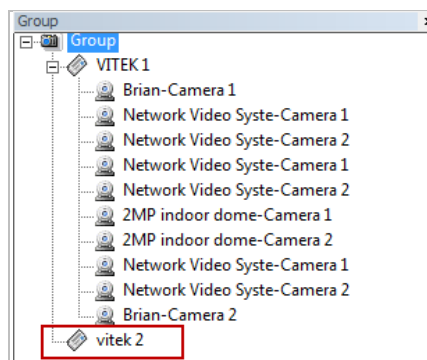 Group
Group
VITEK 1
Brian-Camera 1
Network Video Syste-Camera 1
Network Video Syste-Camera 2
Network Video Syste-Camera 1
Network Video Syste-Camera 2
2MP indoor dome-Camera 1
2MP indoor dome-Camera 2
Network Video Syste-Camera 1
Network Video Syste-Camera 2
Brian-Camera 2
vitek 2